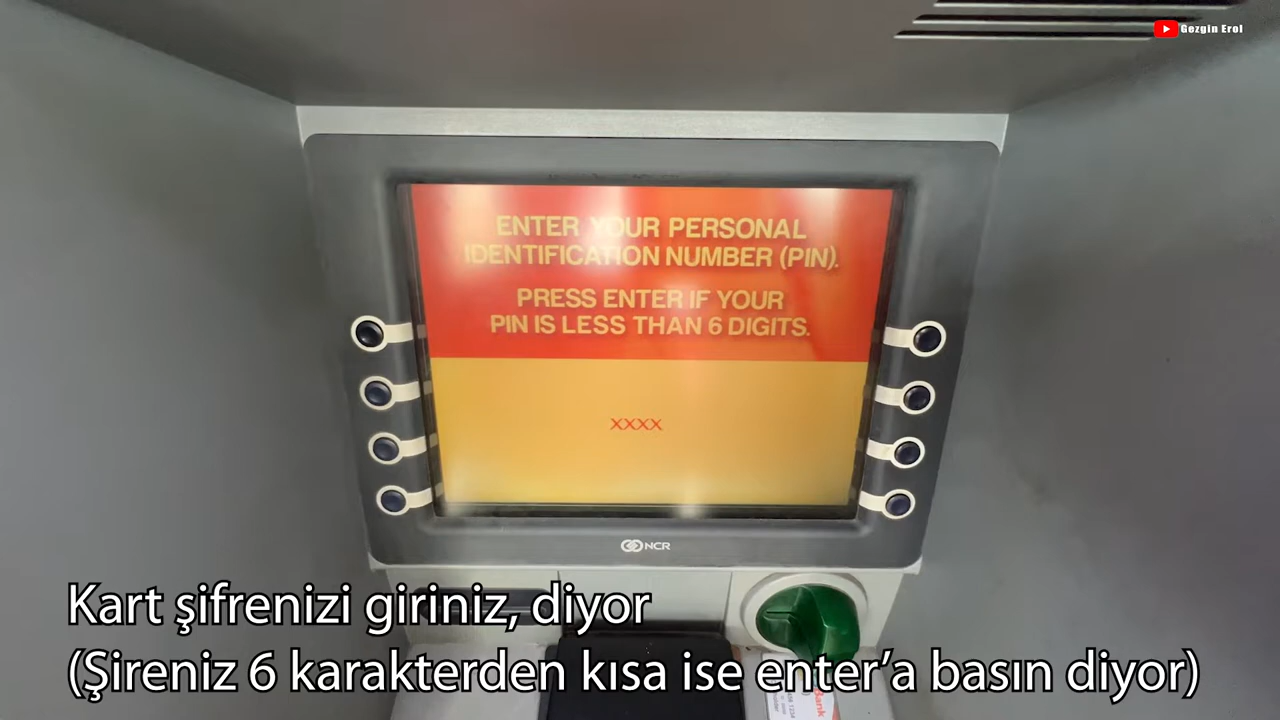 Gezgin Erol
ENTER YOUR PERSONAL
IDENTIFICATION NUMBER (PIN).
PRESS ENTER IF YOUR
PIN IS LESS THAN 6 DIGITS.
XXXX
NCR
Kart şifrenizi giriniz, diyor
(Şireniz 6 karakterden kısa ise enter’a basın diyor)
Bank